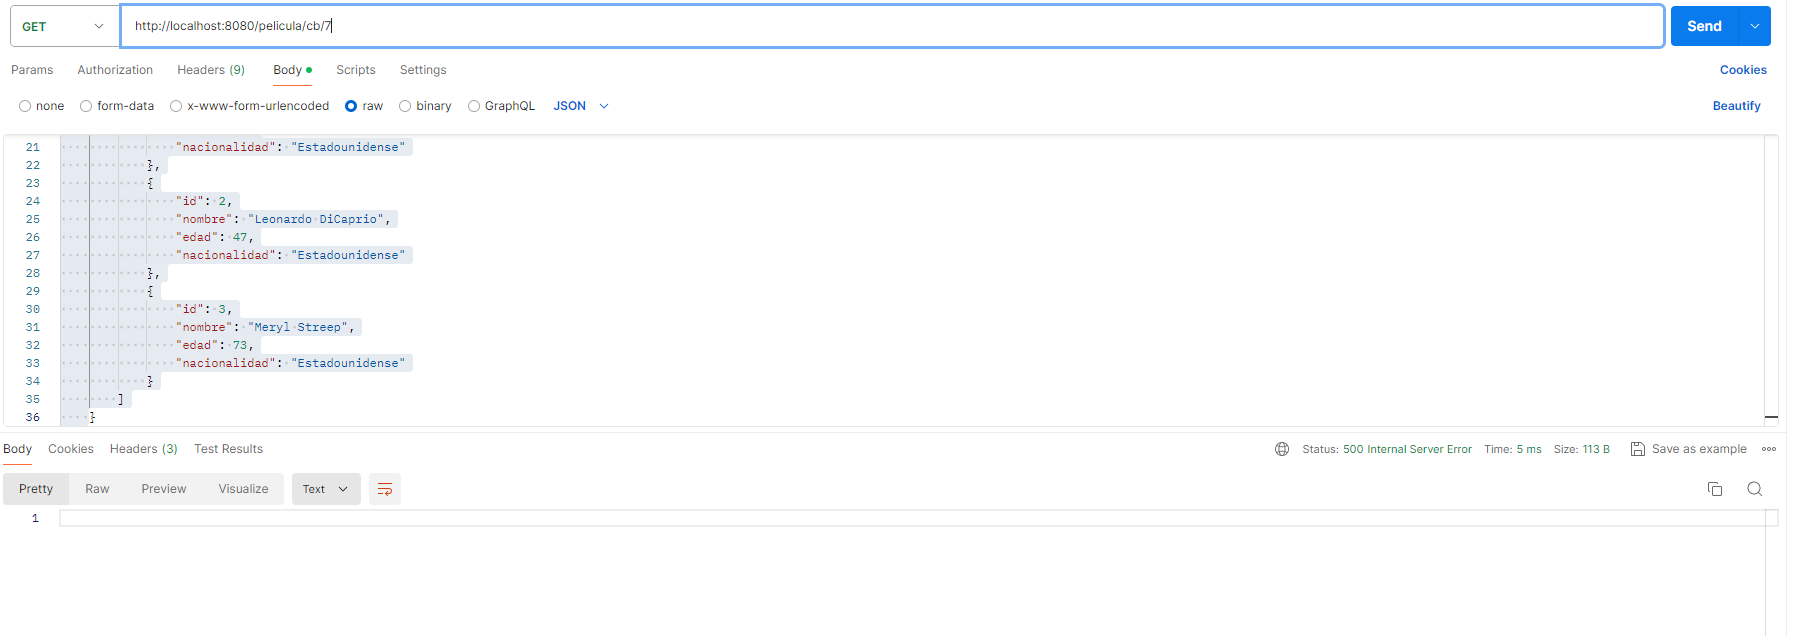 GET http://localhost:8080/pelicula/cb/7 Send
Params Authorization Headers (9) Body Scripts Settings Cookies
none form-data x-www-form-urlencoded raw binary GraphQL JSON Beautify
21 "nacionalidad": "Estadounidense"
22 },
23 {
24 "id": 2,
25 "nombre": "Leonardo DiCaprio",
26 "edad": 47,
27 "nacionalidad": "Estadounidense"
28 },
29 {
30 "id": 3,
31 "nombre": "Meryl Streep",
32 "edad": 73,
33 "nacionalidad": "Estadounidense"
34 }
35 ]
36 }
Body Cookies Headers (3) Test Results Status: 500 Internal Server Error Time: 5 ms Size: 113 B Save as example
Pretty Raw Preview Visualize Text
1